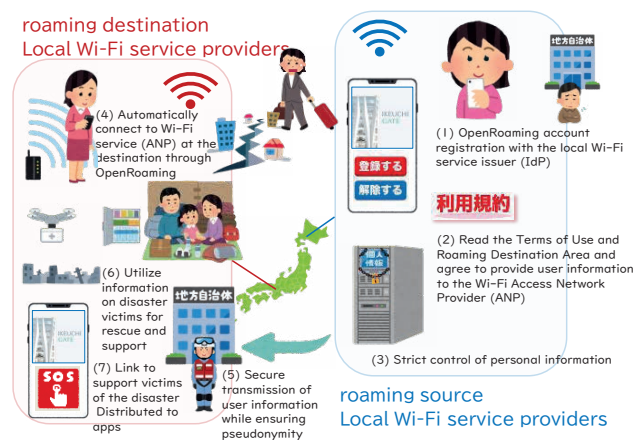 roaming destination
Local Wi-Fi service providers
(4) Automatically
connect to Wi-Fi
service (ANP) at the
destination through
OpenRoaming
(6) Utilize
information
on disaster
victims for
rescue and
support
地方自治体
IKEUCHI
GATE
SOS
(7) Link to
support victims
of the disaster
Distributed to
apps
(5) Secure
transmission of
user information
while ensuring
pseudonymity
地方自治体
IKEUCHI
GATE
登録する
解除する
(1) OpenRoaming account
registration with the local Wi-Fi
service issuer (IdP)
利用規約
(2) Read the Terms of Use and
Roaming Destination Area and
agree to provide user information
to the Wi-Fi Access Network
Provider (ANP)
個人
情報
(3) Strict control of personal information
roaming source
Local Wi-Fi service providers